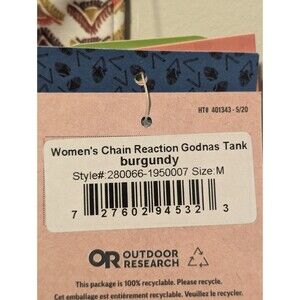 HT# 401343 - 5/20
Women's Chain Reaction Godnas Tank
burgundy
Style#:280066-1950007 Size:M
7 27602 94532 3
OR OUTDOOR
RESEARCH
This package is 100% recyclable. Please recycle.
Cet emballage est entièrement recyclable. Veuillez le recycler.